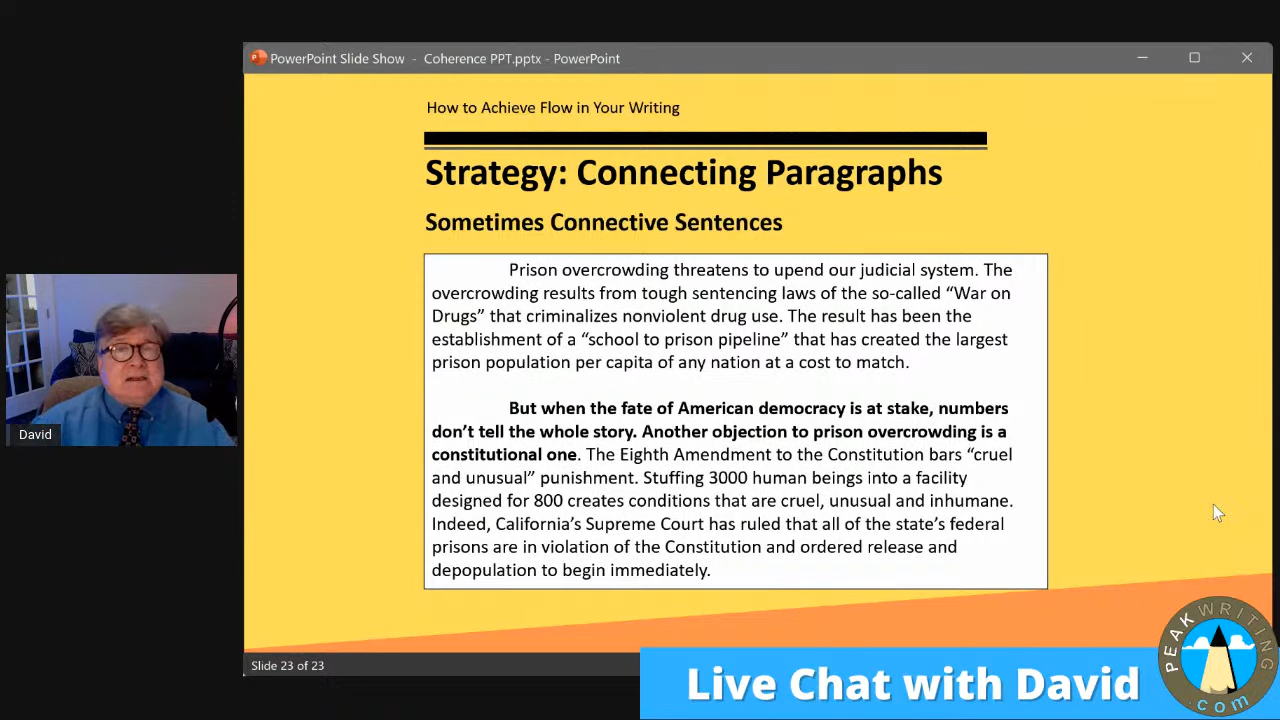 PowerPoint Slide Show - Coherence PPT.pptx - PowerPoint
How to Achieve Flow in Your Writing
Strategy: Connecting Paragraphs
Sometimes Connective Sentences
Prison overcrowding threatens to upend our judicial system. The
overcrowding results from tough sentencing laws of the so-called “War on
Drugs” that criminalizes nonviolent drug use. The result has been the
establishment of a “school to prison pipeline” that has created the largest
prison population per capita of any nation at a cost to match.
But when the fate of American democracy is at stake, numbers
don’t tell the whole story. Another objection to prison overcrowding is a
constitutional one. The Eighth Amendment to the Constitution bars “cruel
and unusual” punishment. Stuffing 3000 human beings into a facility
designed for 800 creates conditions that are cruel, unusual and inhumane.
Indeed, California’s Supreme Court has ruled that all of the state’s federal
prisons are in violation of the Constitution and ordered release and
depopulation to begin immediately.
David
Slide 23 of 23
Live Chat with David
PEAKWRITING
.com